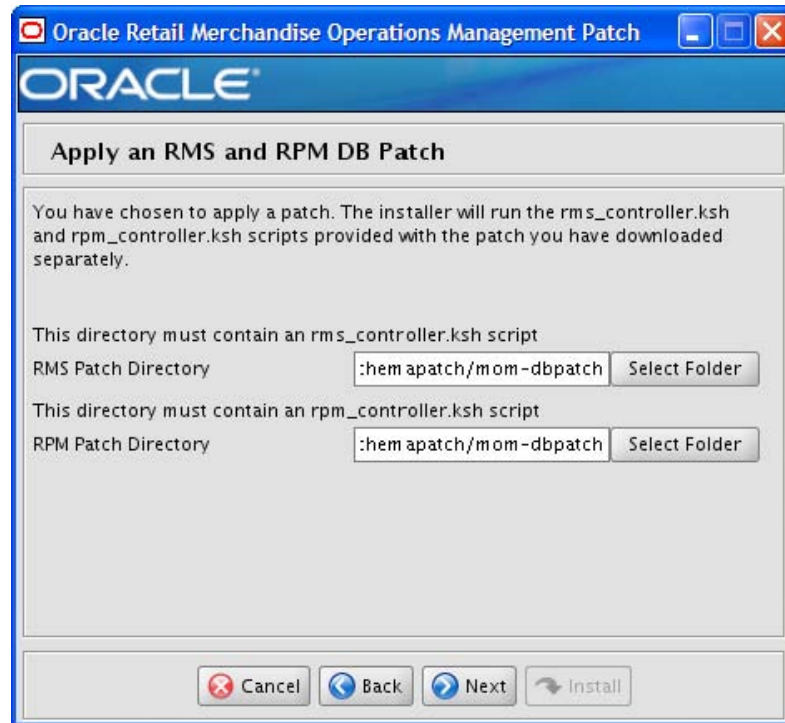 Oracle Retail Merchandise Operations Management Patch
ORACLE
Apply an RMS and RPM DB Patch
You have chosen to apply a patch. The installer will run the rms_controller.ksh
and rpm_controller.ksh scripts provided with the patch you have downloaded
separately.
This directory must contain an rms_controller.ksh script
RMS Patch Directory :hemapatch/mom-dbpatch Select Folder
This directory must contain an rpm_controller.ksh script
RPM Patch Directory :hemapatch/mom-dbpatch Select Folder
Cancel Back Next Install